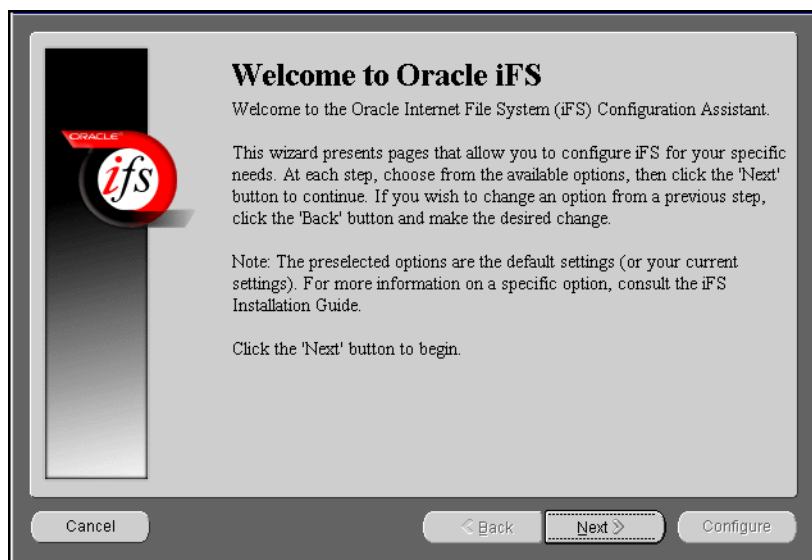 Welcome to Oracle iFS
Welcome to the Oracle Internet File System (iFS) Configuration Assistant.
This wizard presents pages that allow you to configure iFS for your specific
needs. At each step, choose from the available options, then click the 'Next'
button to continue. If you wish to change an option from a previous step,
click the 'Back' button and make the desired change.
Note: The preselected options are the default settings (or your current
settings). For more information on a specific option, consult the iFS
Installation Guide.
Click the 'Next' button to begin.
ORACLE
ifs
Cancel
Back
Next
Configure